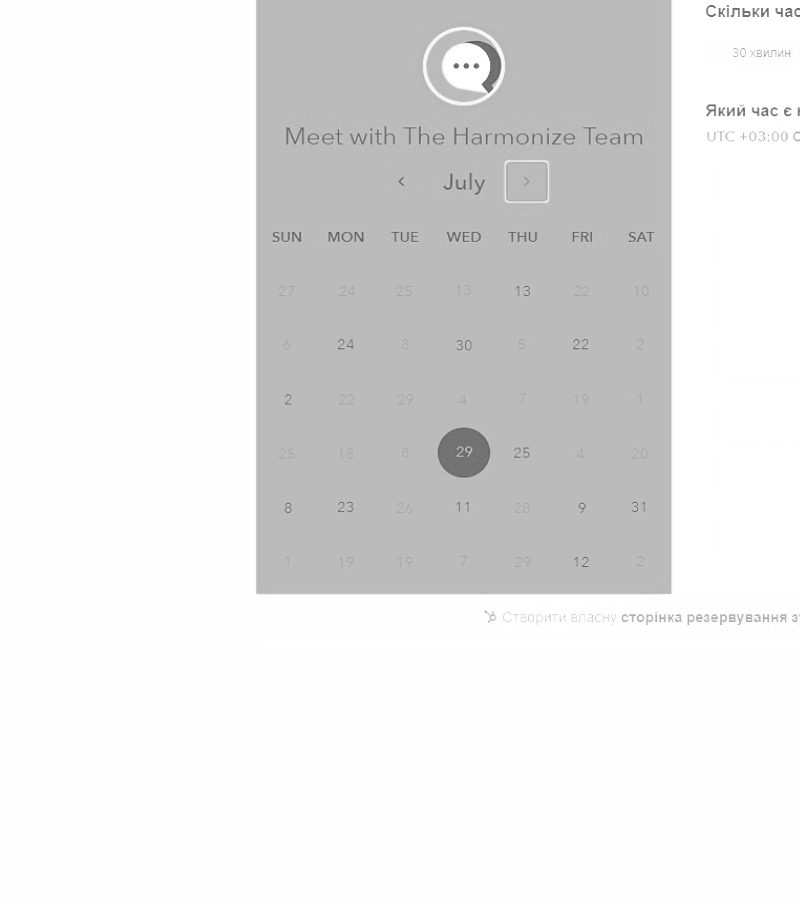 Скільки час
30 хвилин
Який час є
UTC +03:00
Meet with The Harmonize Team
July
SUN MON TUE WED THU FRI SAT
27 24 25 13 13 22 10
6 24 8 30 5 22 2
2 22 29 4 7 19 1
25 18 8 29 25 4 20
8 23 26 11 28 9 31
1 19 19 7 29 12 2
Створити власну сторінка резервування